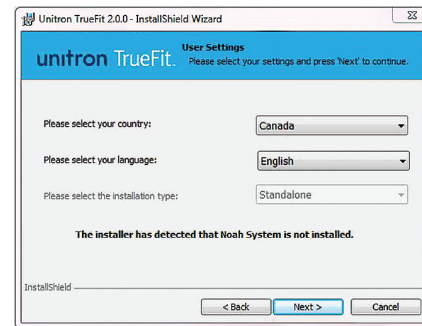 Unitron TrueFit 2.0.0 - InstallShield Wizard
unitron TrueFit.
User Settings
Please select your settings and press 'Next' to continue.
Please select your country:
Canada
Please select your language:
English
Please select the installation type:
Standalone
The installer has detected that Noah System is not installed.
InstallShield
< Back
Next >
Cancel